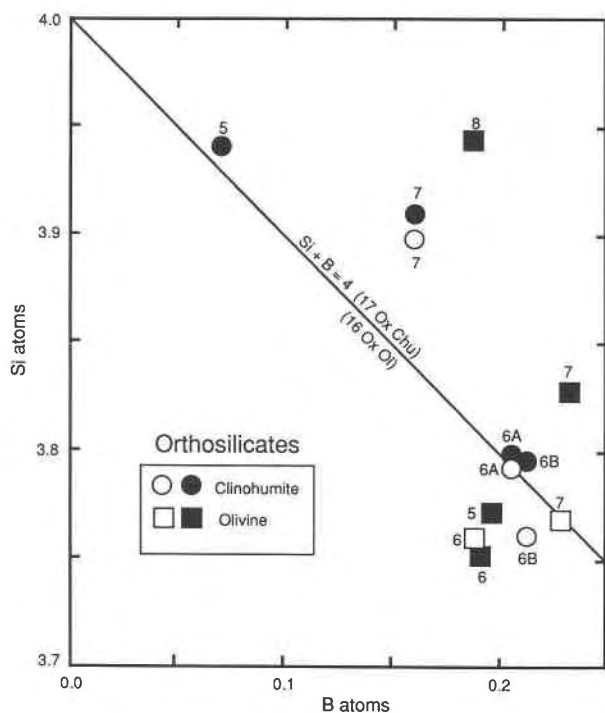 4.0
5
8
7
3.9
7
Si + B = 4 (17 Ox Chu)
(16 Ox Ol)
Si atoms
7
3.8
6A
6A
6B
Orthosilicates
Clinohumite
Olivine
5
7
6
6B
6
3.7
0.0
0.1
0.2
B atoms